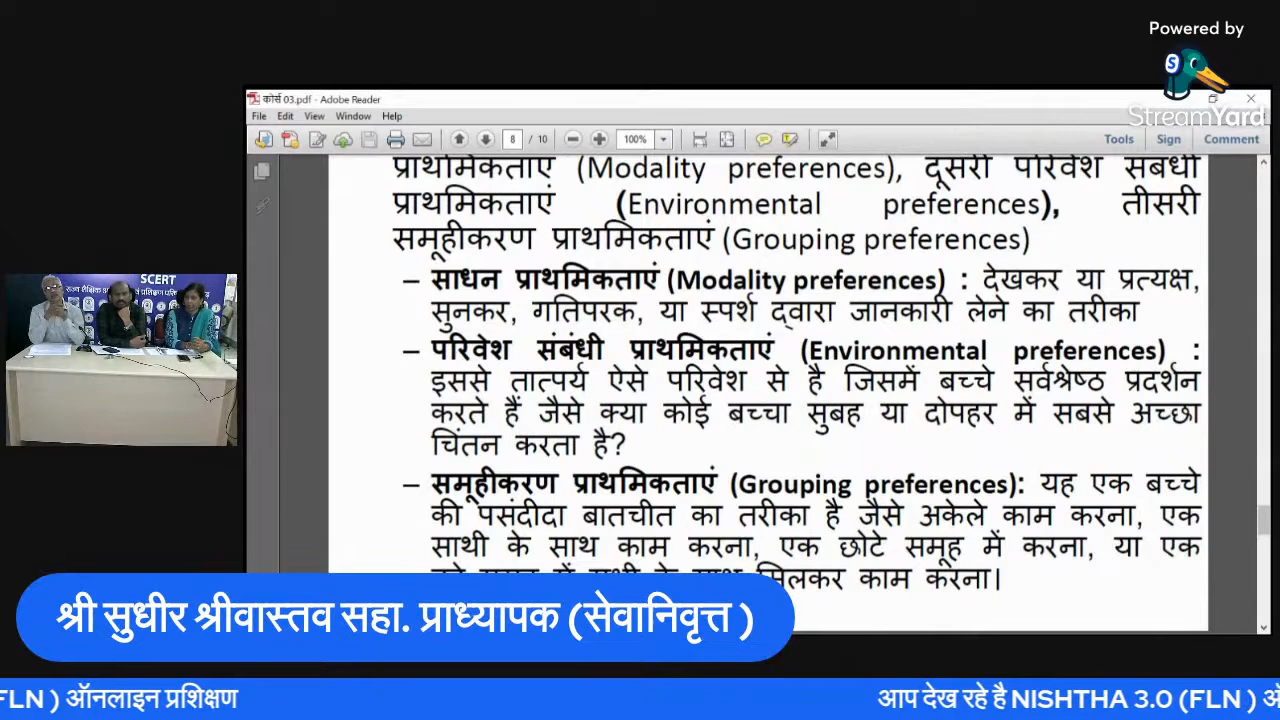 Powered by
StreamYard
कोर्स 03.pdf - Adobe Reader
File Edit View Window Help
8 / 10 100% Tools Sign Comment
प्राथमिकताएं (Modality preferences), दूसरी परिवेश संबंधी
प्राथमिकताएं (Environmental preferences), तीसरी
समूहीकरण प्राथमिकताएं (Grouping preferences)
– साधन प्राथमिकताएं (Modality preferences) : देखकर या प्रत्यक्ष,
सुनकर, गतिपरक, या स्पर्श द्वारा जानकारी लेने का तरीका
– परिवेश संबंधी प्राथमिकताएं (Environmental preferences) :
इससे तात्पर्य ऐसे परिवेश से है जिसमें बच्चे सर्वश्रेष्ठ प्रदर्शन
करते हैं जैसे क्या कोई बच्चा सुबह या दोपहर में सबसे अच्छा
चिंतन करता है?
– समूहीकरण प्राथमिकताएं (Grouping preferences): यह एक बच्चे
की पसंदीदा बातचीत का तरीका है जैसे अकेले काम करना, एक
साथी के साथ काम करना, एक छोटे समूह में करना, या एक
मिलकर काम करना।
SCERT
श्री सुधीर श्रीवास्तव सहा. प्राध्यापक (सेवानिवृत्त )
FLN ) ऑनलाइन प्रशिक्षण आप देख रहे है NISHTHA 3.0 (FLN )